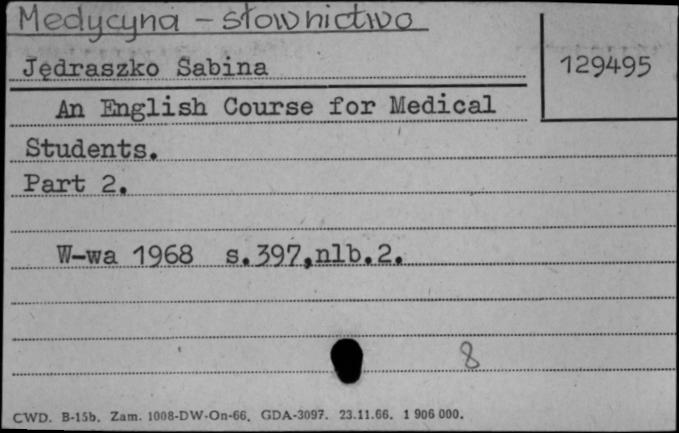 Medycyna - słownictwo
Jędraszko Sabina
129495
An English Course for Medical
Students.
Part 2.
W-wa 1968 s.397,nlb.2.
8
CWD. B-15b. Zam. 1008-DW-On-66. GDA-3097. 23.11.66. 1 906 000.